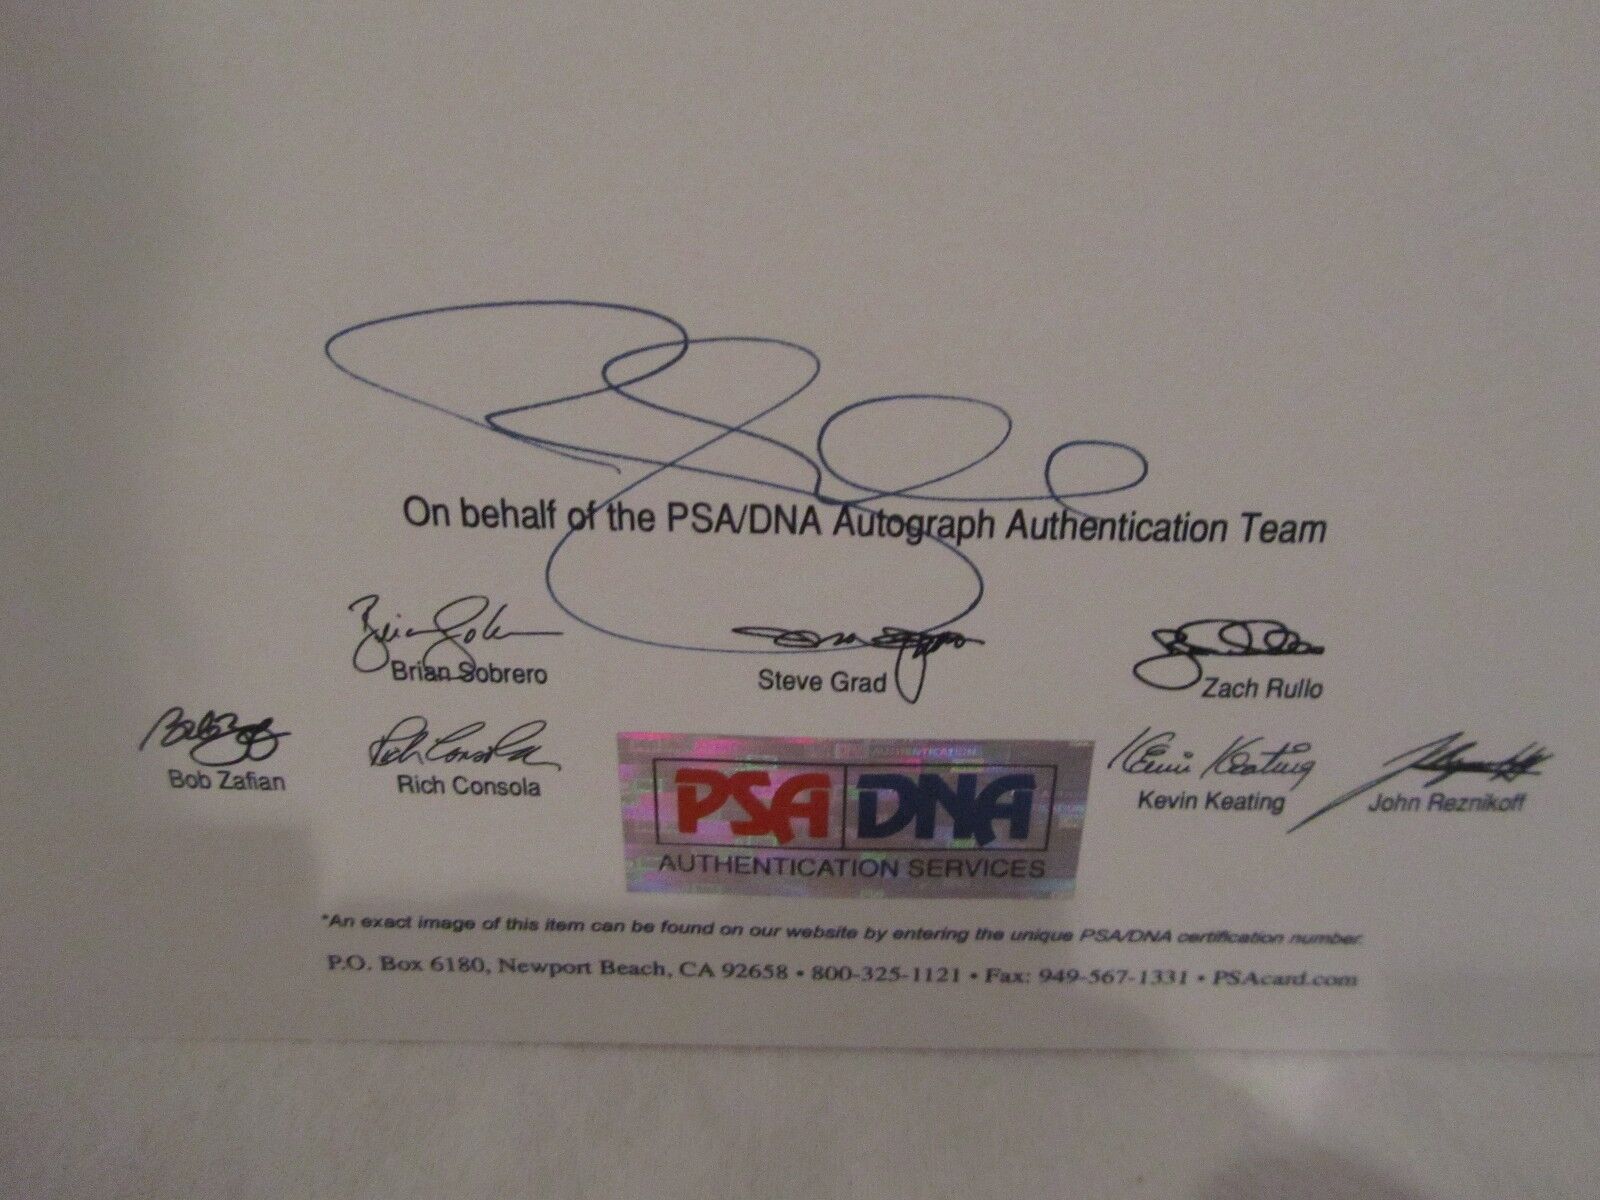 On behalf of the PSA/DNA Autograph Authentication Team
Brian Sobrero
Steve Grad
Zach Rullo
Bob Zafian
Rich Consola
Kevin Keating
John Reznikoff
PSA DNA
AUTHENTICATION SERVICES
*An exact image of this item can be found on our website by entering the unique PSA/DNA certification number.
P.O. Box 6180, Newport Beach, CA 92658 • 800-325-1121 • Fax: 949-567-1331 • PSAcard.com